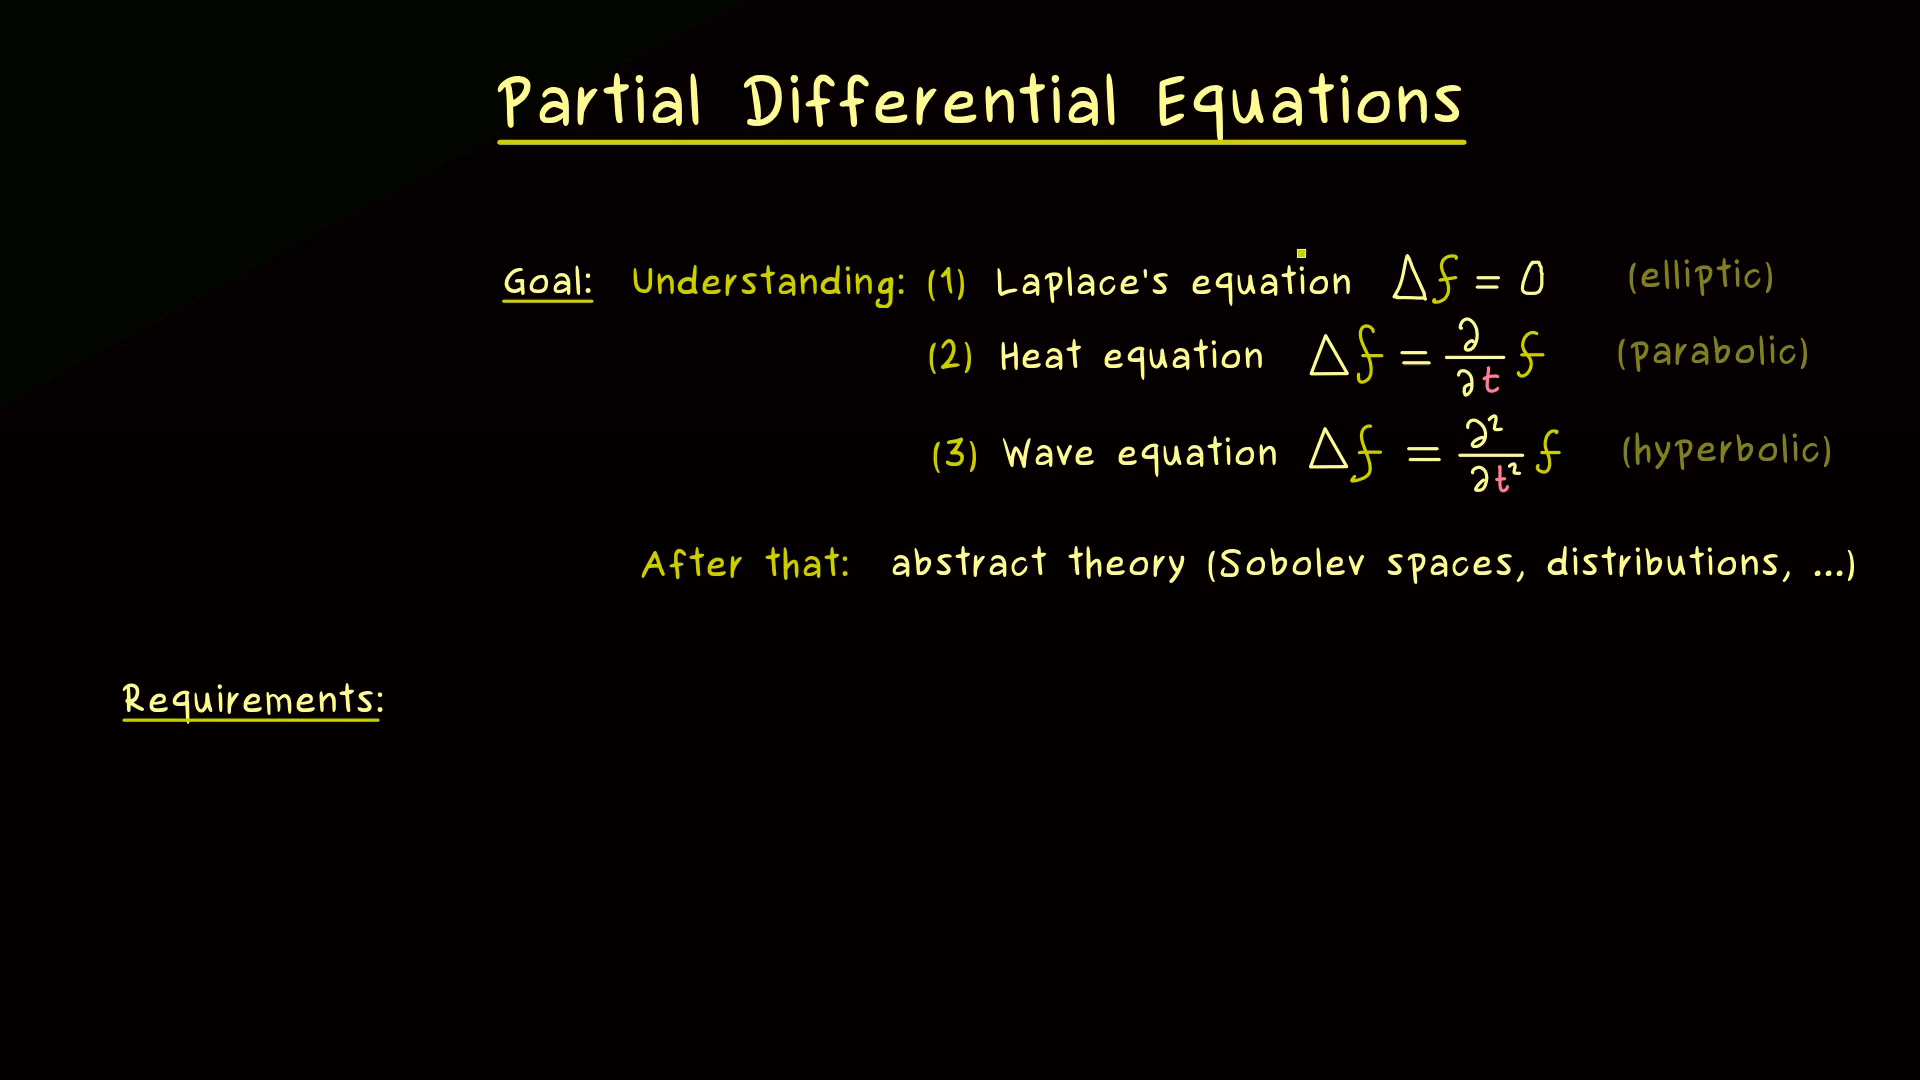 Partial Differential Equations
Goal: Understanding: (1) Laplace's equation Δf = 0 (elliptic)
(2) Heat equation Δf = ∂/∂t f (parabolic)
(3) Wave equation Δf = ∂²/∂t² f (hyperbolic)
After that: abstract theory (Sobolev spaces, distributions, ...)
Requirements: